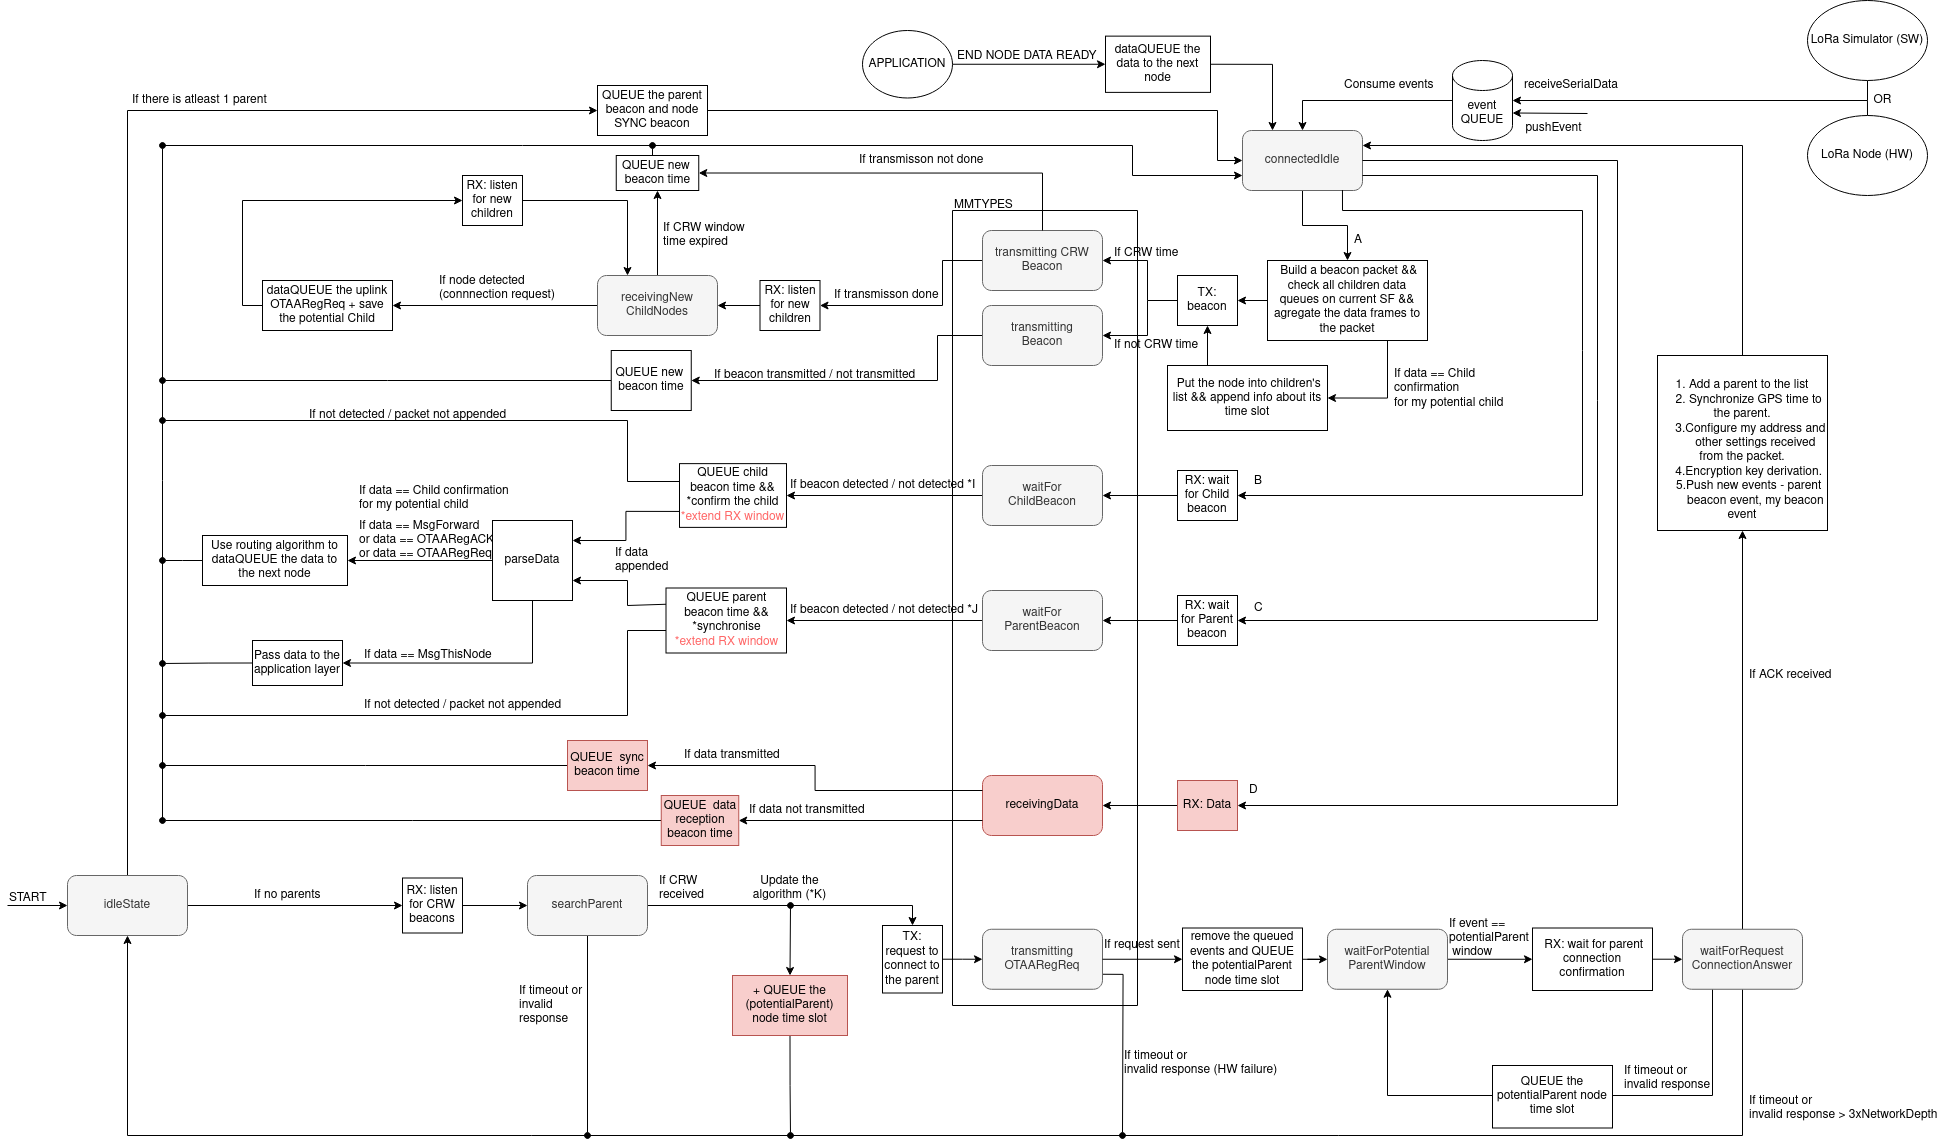 LoRa Simulator (SW)
OR
LoRa Node (HW)
receiveSerialData
pushEvent
event
QUEUE
Consume events
APPLICATION
END NODE DATA READY
dataQUEUE the
data to the next
node
connectedIdle
If there is atleast 1 parent
QUEUE the parent
beacon and node
SYNC beacon
QUEUE new
beacon time
If transmisson not done
RX: listen
for new
children
If CRW window
time expired
MMTYPES
transmitting CRW
Beacon
If CRW time
A
Build a beacon packet &&
check all children data
queues on current SF &&
agregate the data frames to
the packet
TX:
beacon
dataQUEUE the uplink
OTAARegReq + save
the potential Child
If node detected
(connnection request)
receivingNew
ChildNodes
RX: listen
for new
children
If transmisson done
transmitting
Beacon
If not CRW time
QUEUE new
beacon time
If beacon transmitted / not transmitted
Put the node into children's
list && append info about its
time slot
If data == Child
confirmation
for my potential child
1. Add a parent to the list
2. Synchronize GPS time to
the parent.
3.Configure my address and
other settings received
from the packet.
4.Encryption key derivation.
5.Push new events - parent
beacon event, my beacon
event
If not detected / packet not appended
QUEUE child
beacon time &&
*confirm the child
*extend RX window
If beacon detected / not detected *I
waitFor
ChildBeacon
RX: wait
for Child
beacon
B
If data == Child confirmation
for my potential child
If data == MsgForward
or data == OTAARegACK
or data == OTAARegReq
Use routing algorithm to
dataQUEUE the data to
the next node
parseData
If data
appended
QUEUE parent
beacon time &&
*synchronise
*extend RX window
If beacon detected / not detected *J
waitFor
ParentBeacon
RX: wait
for Parent
beacon
C
Pass data to the
application layer
If data == MsgThisNode
If not detected / packet not appended
If ACK received
QUEUE  sync
beacon time
If data transmitted
QUEUE  data
reception
beacon time
If data not transmitted
receivingData
RX: Data
D
START
idleState
If no parents
RX: listen
for CRW
beacons
searchParent
If CRW
received
Update the
algorithm (*K)
TX:
request to
connect to
the parent
transmitting
OTAARegReq
If request sent
remove the queued
events and QUEUE
the potentialParent
node time slot
waitForPotential
ParentWindow
If event ==
potentialParent
window
RX: wait for parent
connection
confirmation
waitForRequest
ConnectionAnswer
If timeout or
invalid
response
+ QUEUE the
(potentialParent)
node time slot
If timeout or
invalid response (HW failure)
QUEUE the
potentialParent node
time slot
If timeout or
invalid response
If timeout or
invalid response > 3xNetworkDepth